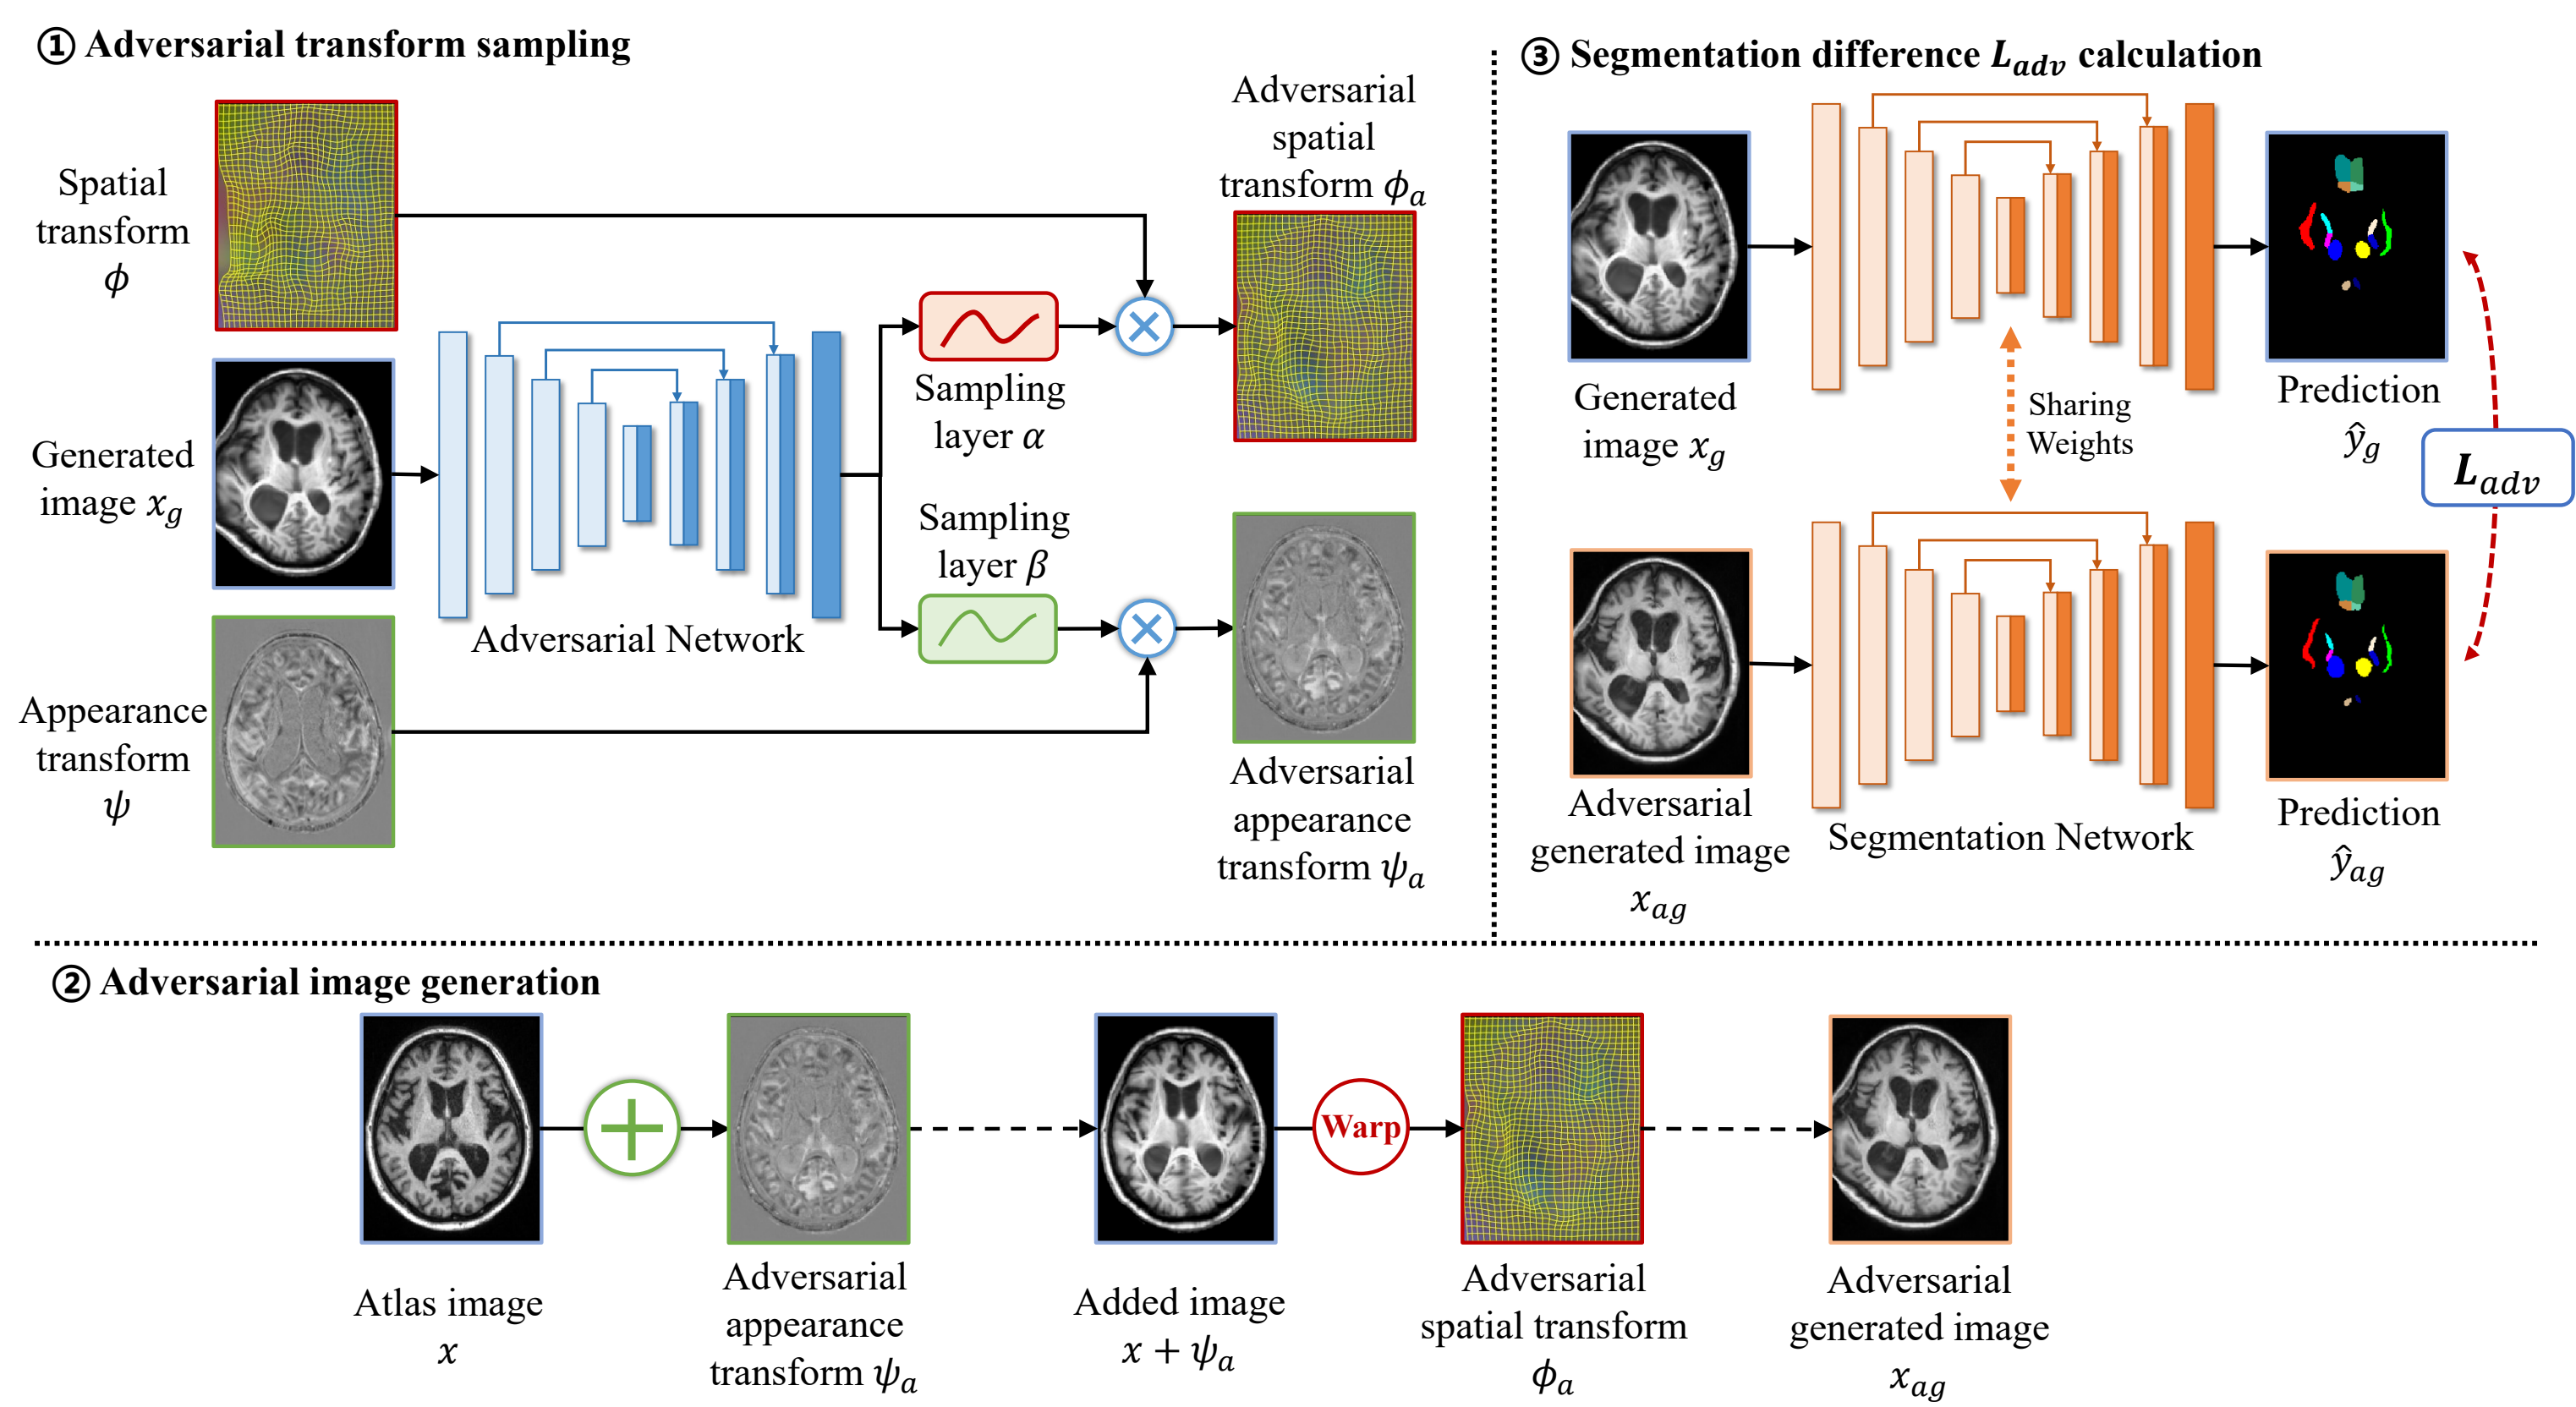 ① Adversarial transform sampling
Spatial
transform
ϕ
Generated
image x_g
Appearance
transform
ψ
Adversarial Network
Sampling
layer α
Sampling
layer β
Adversarial
spatial
transform ϕ_a
Adversarial
appearance
transform ψ_a
③ Segmentation difference L_adv calculation
Generated
image x_g
Sharing
Weights
Prediction
ŷ_g
L_adv
Adversarial
generated image
x_ag
Segmentation Network
Prediction
ŷ_ag
② Adversarial image generation
Atlas image
x
Adversarial
appearance
transform ψ_a
Added image
x + ψ_a
Warp
Adversarial
spatial transform
ϕ_a
Adversarial
generated image
x_ag